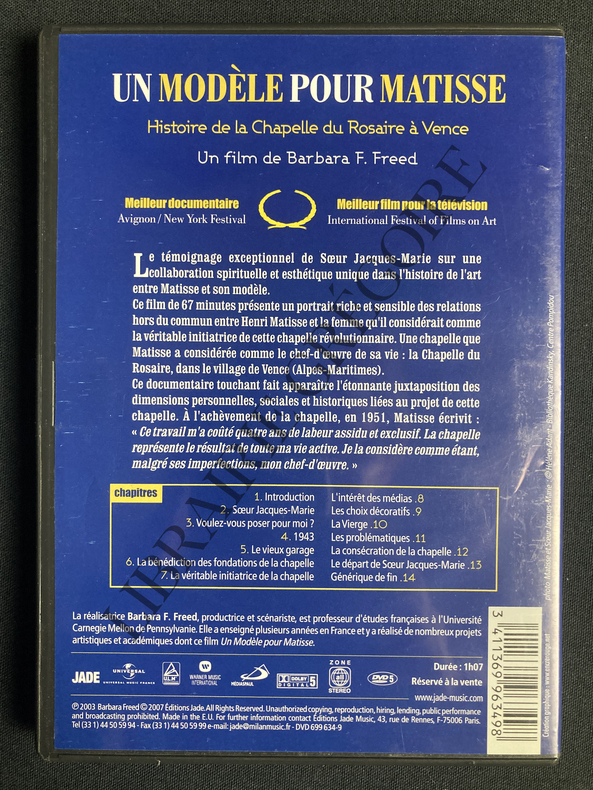 UN MODÈLE POUR MATISSE
Histoire de la Chapelle du Rosaire à Vence
Un film de Barbara F. Freed
Meilleur documentaire
Avignon / New York Festival
Meilleur film pour la télévision
International Festival of Films on Art
Le témoignage exceptionnel de Sœur Jacques-Marie sur une
collaboration spirituelle et esthétique unique dans l'histoire de l'art
entre Matisse et son modèle.
Ce film de 67 minutes présente un portrait riche et sensible des relations
hors du commun entre Henri Matisse et la femme qu'il considérait comme
la véritable initiatrice de cette chapelle révolutionnaire. Une chapelle que
Matisse a considérée comme le chef-d'œuvre de sa vie : la Chapelle du
Rosaire, dans le village de Vence (Alpes-Maritimes).
Ce documentaire touchant fait apparaître l'étonnante juxtaposition des
dimensions personnelles, sociales et historiques liées au projet de cette
chapelle. À l'achèvement de la chapelle, en 1951, Matisse écrivit :
« Ce travail m'a coûté quatre ans de labeur assidu et exclusif. La chapelle
représente le résultat de toute ma vie active. Je la considère comme étant,
malgré ses imperfections, mon chef-d'œuvre. »
chapitres
1. Introduction
2. Sœur Jacques-Marie
3. Voulez-vous poser pour moi ?
4. 1943
5. Le vieux garage
6. La bénédiction des fondations de la chapelle
7. La véritable initiatrice de la chapelle
L'intérêt des médias .8
Les choix décoratifs .9
La Vierge .10
Les problématiques .11
La consécration de la chapelle .12
Le départ de Sœur Jacques-Marie .13
Générique de fin .14
La réalisatrice Barbara F. Freed, productrice et scénariste, est professeur d'études françaises à l'Université
Carnegie Mellon de Pennsylvanie. Elle a enseigné plusieurs années en France et y a réalisé de nombreux projets
artistiques et académiques dont ce film Un Modèle pour Matisse.
JADE
UNIVERSAL
UNIVERSAL MUSIC FRANCE
ULM
WARNER MUSIC
INTERNATIONAL
MEDIASPHAIR
DOLBY
DIGITAL 5
ZONE
All
STEREO
DVD 5
Durée : 1h07
Réservé à la vente
www.jade-music.com
℗ 2003 Barbara Freed © 2007 Éditions Jade. All Rights Reserved. Unauthorized copying, reproduction, hiring, lending, public performance
and broadcasting prohibited. Made in the E.U. For further information contact Éditions Jade Music, 43, rue de Rennes, F-75006 Paris.
Tel (33 1) 44 50 59 94 - Fax (33 1) 44 50 59 99 e-mail: jade@milanmusic.fr - DVD 699 634-9
3 411369 963498
LIBRAIRIE CRÉOCRE